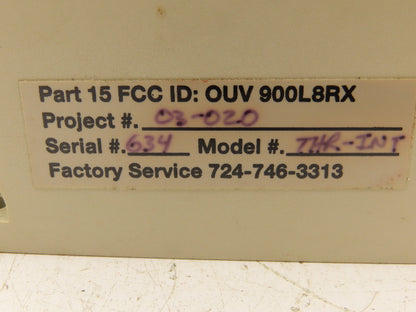 Part 15 FCC ID: OUV 900L8RX
Project #. 03-020
Serial #. 634 Model #. THR-INT
Factory Service 724-746-3313